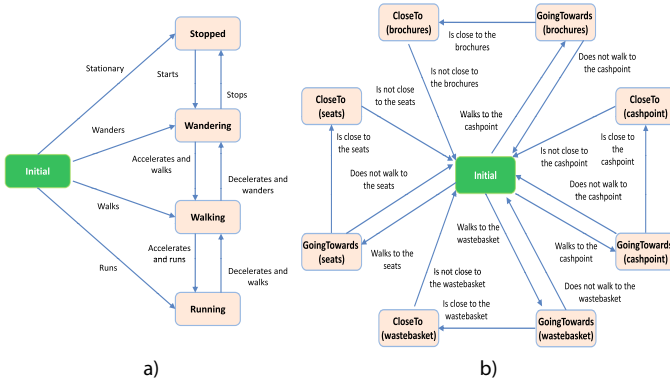 Stopped
Stationary
Starts
Stops
Wanders
Wandering
Accelerates and
walks
Decelerates and
wanders
Initial
Walks
Walking
Accelerates
and runs
Decelerates and
walks
Runs
Running
a)
CloseTo
(brochures)
Is close to the
brochures
GoingTowards
(brochures)
Is not close to
the brochures
Does not walk to
the cashpoint
CloseTo
(seats)
Is not close
to the seats
Walks to the
cashpoint
CloseTo
(cashpoint)
Is close to
the seats
Is not close to
the cashpoint
Is close to
the
cashpoint
Does not walk to
the seats
Initial
Does not walk to
the cashpoint
GoingTowards
(seats)
Walks to the
seats
Walks to the
wastebasket
Walks to the
cashpoint
GoingTowards
(cashpoint)
Is not close to
the wastebasket
Does not walk to
the wastebasket
CloseTo
(wastebasket)
Is close to the
wastebasket
GoingTowards
(wastebasket)
b)